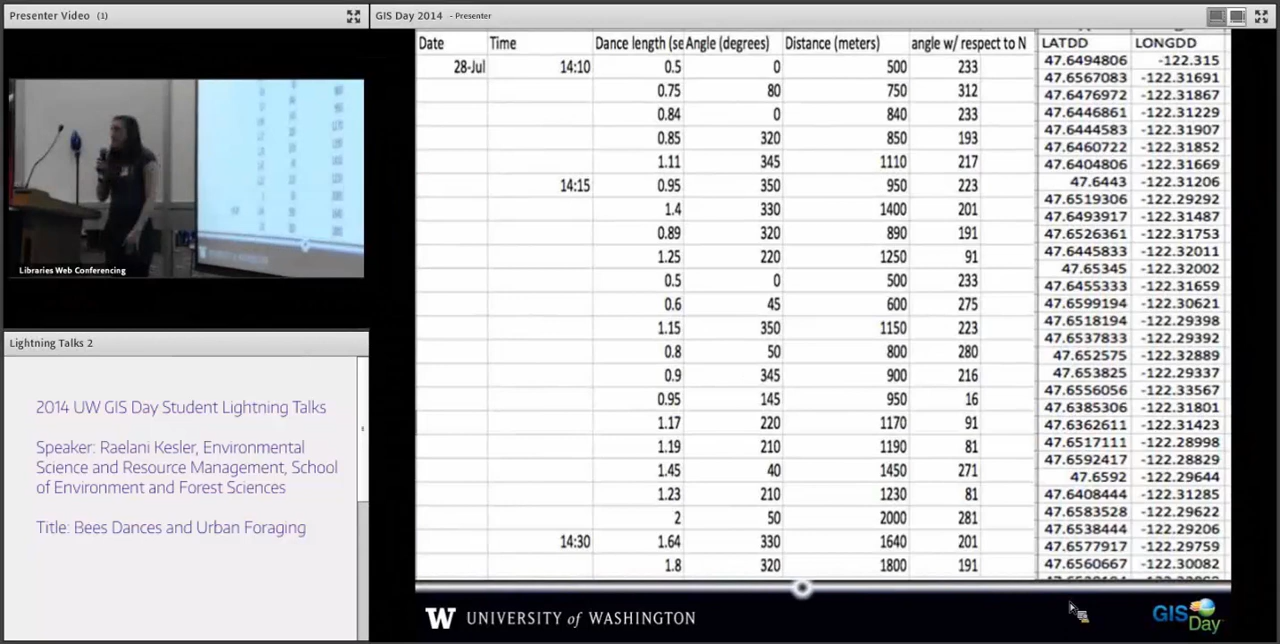 Presenter Video (1)
GIS Day 2014 - Presenter
Libraries Web Conferencing
Lightning Talks 2
2014 UW GIS Day Student Lightning Talks
Speaker: Raelani Kesler, Environmental
Science and Resource Management, School
of Environment and Forest Sciences
Title: Bees Dances and Urban Foraging
Date Time Dance length (se Angle (degrees) Distance (meters) angle w/ respect to N
28-Jul 14:10 0.5 0 500 233
0.75 80 750 312
0.84 0 840 233
0.85 320 850 193
1.11 345 1110 217
14:15 0.95 350 950 223
1.4 330 1400 201
0.89 320 890 191
1.25 220 1250 91
0.5 0 500 233
0.6 45 600 275
1.15 350 1150 223
0.8 50 800 280
0.9 345 900 216
0.95 145 950 16
1.17 220 1170 91
1.19 210 1190 81
1.45 40 1450 271
1.23 210 1230 81
2 50 2000 281
14:30 1.64 330 1640 201
1.8 320 1800 191
LATDD LONGDD
47.6494806 -122.315
47.6567083 -122.31691
47.6476972 -122.31867
47.6446861 -122.31229
47.6444583 -122.31907
47.6460722 -122.31852
47.6404806 -122.31669
47.6443 -122.31206
47.6519306 -122.29292
47.6493917 -122.31487
47.6526361 -122.31753
47.6445833 -122.32011
47.65345 -122.32002
47.6455333 -122.31659
47.6599194 -122.30621
47.6518194 -122.29398
47.6537833 -122.29392
47.652575 -122.32889
47.653825 -122.29337
47.6556056 -122.33567
47.6385306 -122.31801
47.6362611 -122.31423
47.6517111 -122.28998
47.6592417 -122.28829
47.6592 -122.29644
47.6408444 -122.31285
47.6583528 -122.29622
47.6538444 -122.29206
47.6577917 -122.29759
47.6560667 -122.30082
W UNIVERSITY of WASHINGTON
GIS
Day